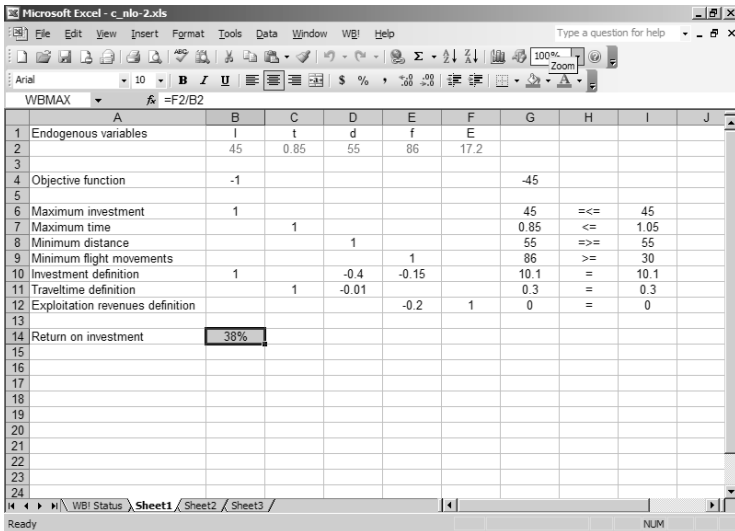 Microsoft Excel - c_nlo-2.xls
File Edit View Insert Format Tools Data Window WB! Help Type a question for help
100% Zoom
Arial 10 B I U $ % ,
WBMAX fx =F2/B2
A B C D E F G H I J
1 Endogenous variables I t d f E
2 45 0.85 55 86 17.2
3
4 Objective function -1 -45
5
6 Maximum investment 1 45 =<= 45
7 Maximum time 1 0.85 <= 1.05
8 Minimum distance 1 55 =>= 55
9 Minimum flight movements 1 86 >= 30
10 Investment definition 1 -0.4 -0.15 10.1 = 10.1
11 Traveltime definition 1 -0.01 0.3 = 0.3
12 Exploitation revenues definition -0.2 1 0 = 0
13
14 Return on investment 38%
15
16
17
18
19
20
21
22
23
24
WB! Status Sheet1 Sheet2 Sheet3
Ready NUM